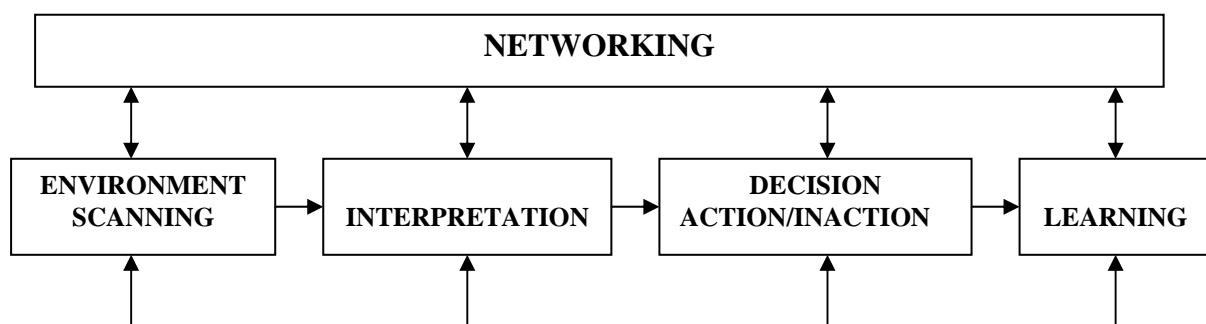 NETWORKING
ENVIRONMENT
SCANNING
INTERPRETATION
DECISION
ACTION/INACTION
LEARNING